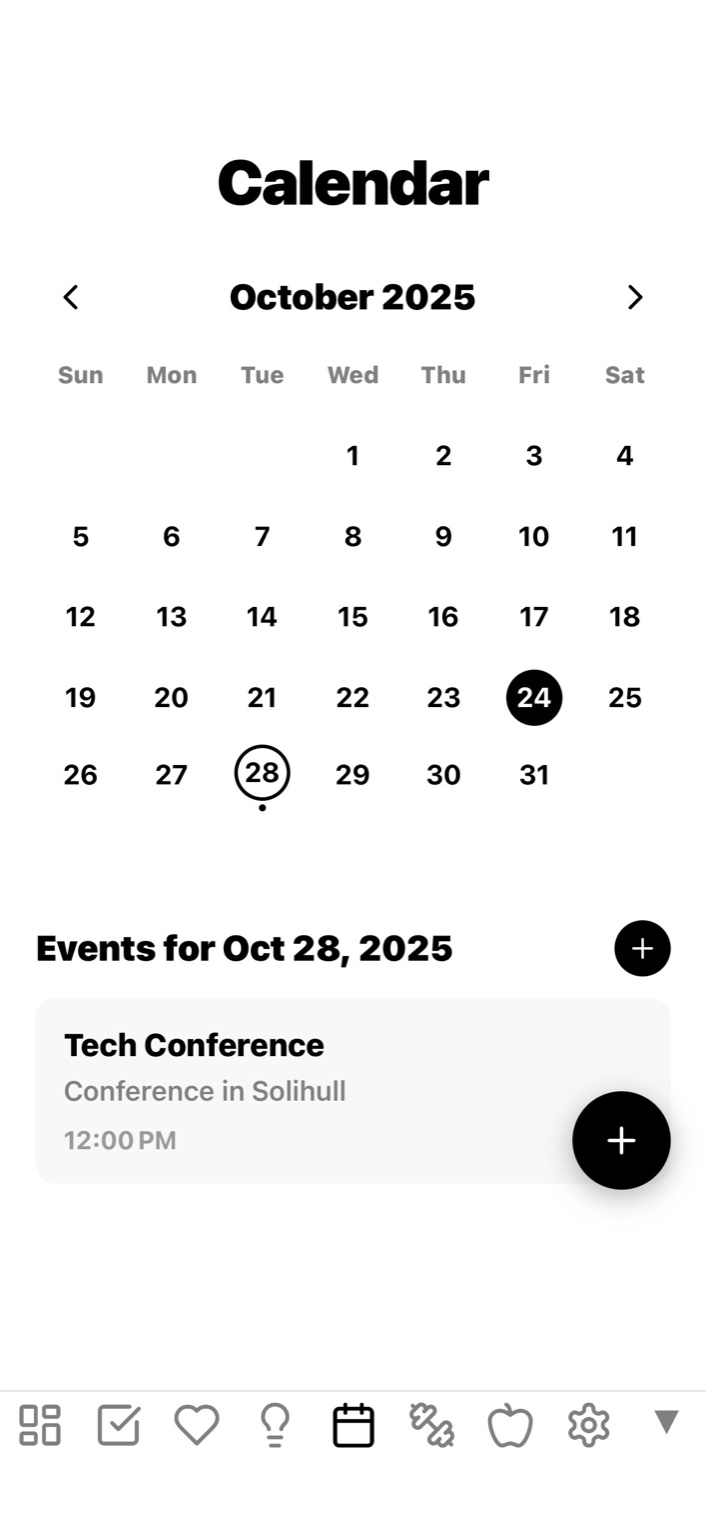 Calendar
October 2025
Sun Mon Tue Wed Thu Fri Sat
1 2 3 4
5 6 7 8 9 10 11
12 13 14 15 16 17 18
19 20 21 22 23 24 25
26 27 28 29 30 31
Events for Oct 28, 2025
Tech Conference
Conference in Solihull
12:00 PM